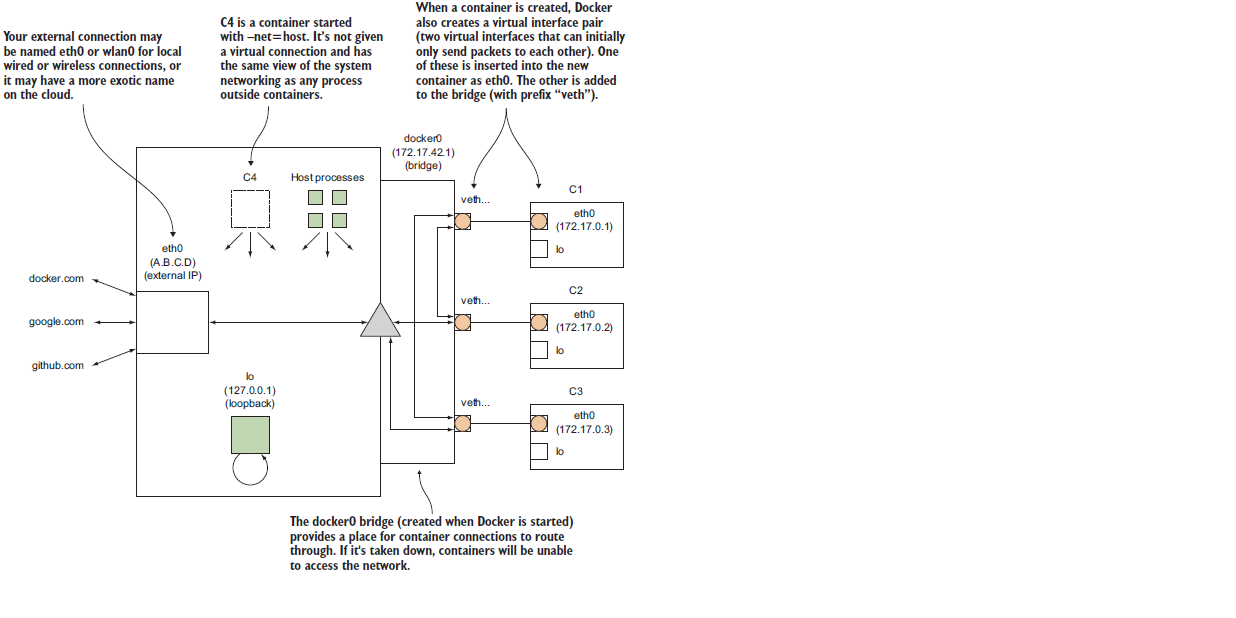 Your external connection may
be named eth0 or wlan0 for local
wired or wireless connections, or
it may have a more exotic name
on the cloud.
C4 is a container started
with –net=host. It's not given
a virtual connection and has
the same view of the system
networking as any process
outside containers.
When a container is created, Docker
also creates a virtual interface pair
(two virtual interfaces that can initially
only send packets to each other). One
of these is inserted into the new
container as eth0. The other is added
to the bridge (with prefix “veth”).
docker0
(172.17.42.1)
(bridge)
C4
Host processes
eth0
(A.B.C.D)
(external IP)
docker.com
google.com
github.com
lo
(127.0.0.1)
(loopback)
veth...
veth...
veth...
C1
eth0
(172.17.0.1)
lo
C2
eth0
(172.17.0.2)
lo
C3
eth0
(172.17.0.3)
lo
The docker0 bridge (created when Docker is started)
provides a place for container connections to route
through. If it's taken down, containers will be unable
to access the network.